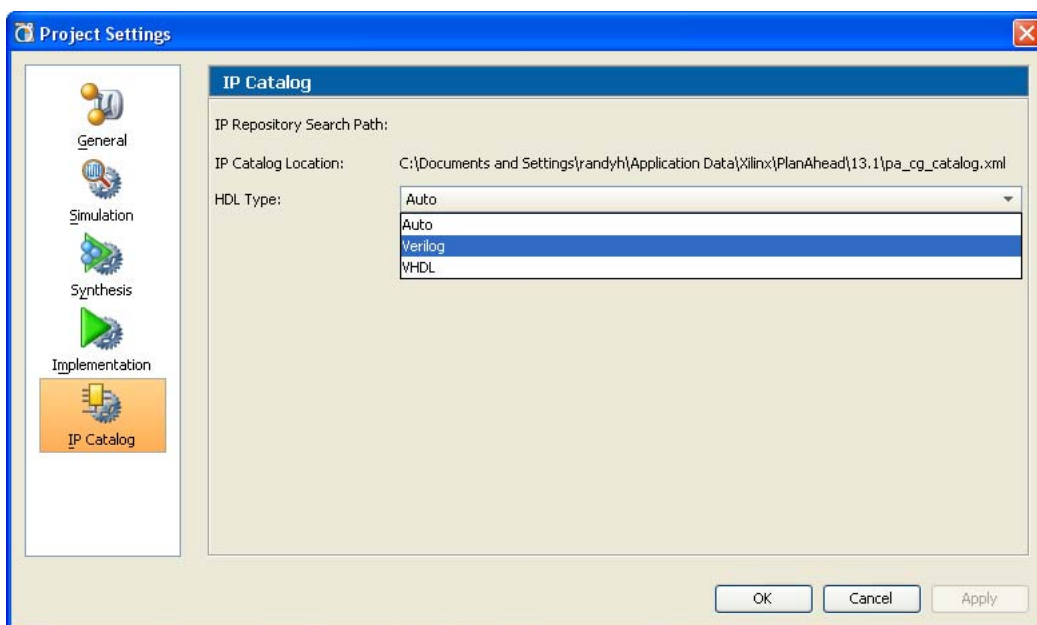 Project Settings
General
Simulation
Synthesis
Implementation
IP Catalog
IP Catalog
IP Repository Search Path:
IP Catalog Location: C:\Documents and Settings\randyh\Application Data\Xilinx\PlanAhead\13.1\pa_cg_catalog.xml
HDL Type: Auto
Auto
Verilog
VHDL
OK Cancel Apply